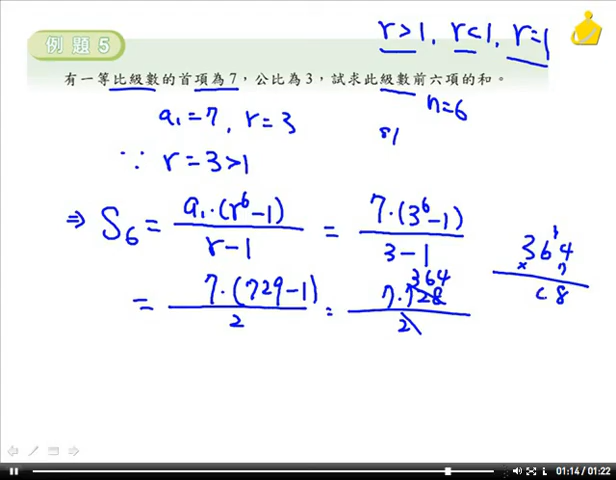 r>1, r<1, r=1
例題5
有一等比級數的首項為7，公比為3，試求此級數前六項的和。
n=6
a₁=7, r=3
81
∵ r=3>1
⇒ S₆ = a₁·(r⁶-1) / r-1 = 7·(3⁶-1) / 3-1
364
× 7
8
= 7·(729-1) / 2 = 7·728 / 2
364
01:14/01:22